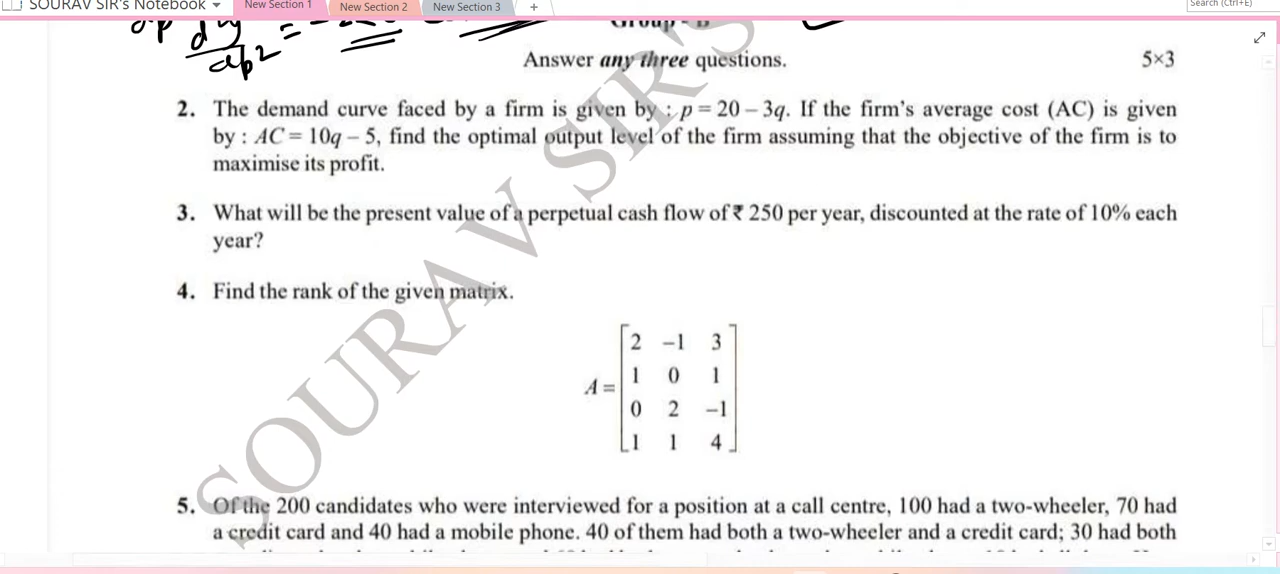 SOURAV SIR'S Notebook
New Section 1
New Section 2
New Section 3
+
Search (Ctrl+E)
Answer any three questions. 5×3
2. The demand curve faced by a firm is given by : p = 20 – 3q. If the firm's average cost (AC) is given
by : AC = 10q – 5, find the optimal output level of the firm assuming that the objective of the firm is to
maximise its profit.
3. What will be the present value of a perpetual cash flow of ₹ 250 per year, discounted at the rate of 10% each
year?
4. Find the rank of the given matrix.
2 –1 3
1 0 1
A =
0 2 –1
1 1 4
5. Of the 200 candidates who were interviewed for a position at a call centre, 100 had a two-wheeler, 70 had
a credit card and 40 had a mobile phone. 40 of them had both a two-wheeler and a credit card; 30 had both
SOURAV SIR'S